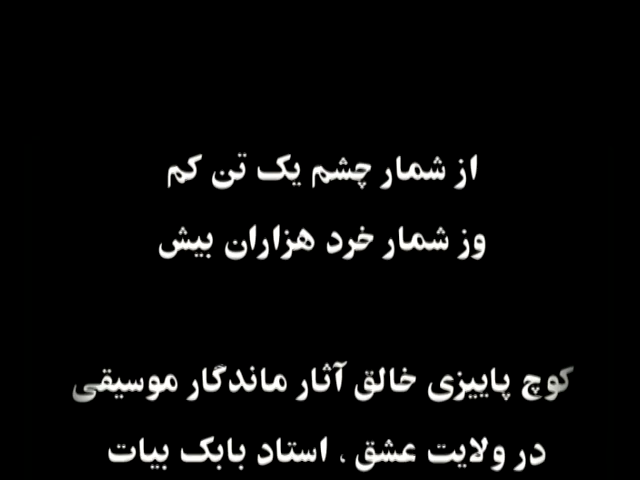 از شمار چشم یک تن کم
وز شمار خرد هزاران بیش
کوچ پاییزی خالق آثار ماندگار موسیقی
در ولایت عشق ، استاد بابک بیات